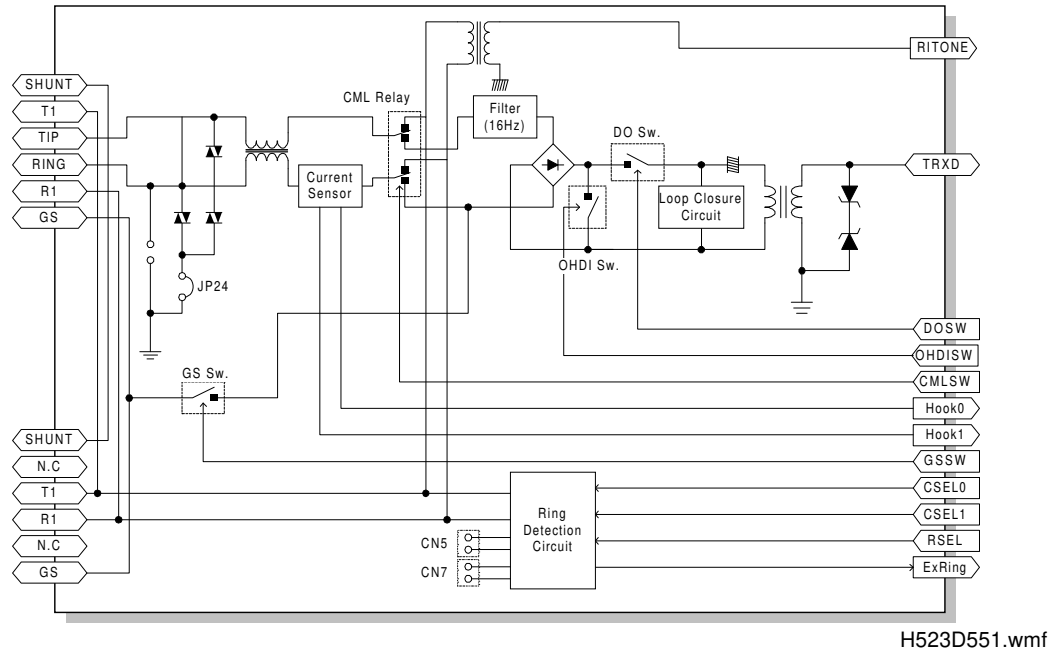 RITONE
SHUNT
T1
TIP
RING
R1
GS
CML Relay
Filter
(16Hz)
DO Sw.
Current
Sensor
Loop Closure
Circuit
TRXD
OHDI Sw.
JP24
GS Sw.
DOSW
OHDISW
CMLSW
Hook0
Hook1
GSSW
SHUNT
N.C
T1
R1
N.C
GS
CN5
CN7
Ring
Detection
Circuit
CSEL0
CSEL1
RSEL
ExRing
H523D551.wmf